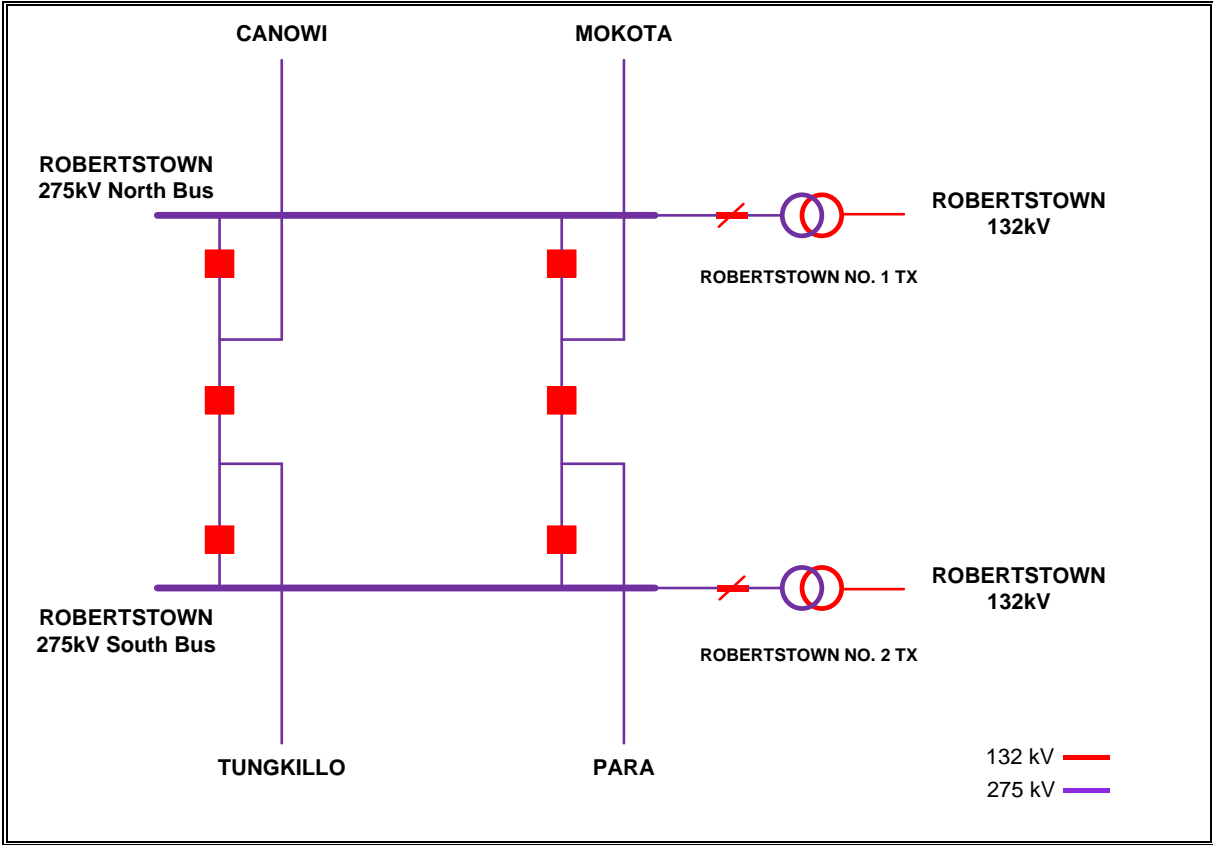 CANOWI
MOKOTA
ROBERTSTOWN
275kV North Bus
ROBERTSTOWN
132kV
ROBERTSTOWN NO. 1 TX
ROBERTSTOWN
275kV South Bus
ROBERTSTOWN
132kV
ROBERTSTOWN NO. 2 TX
TUNGKILLO
PARA
132 kV
275 kV